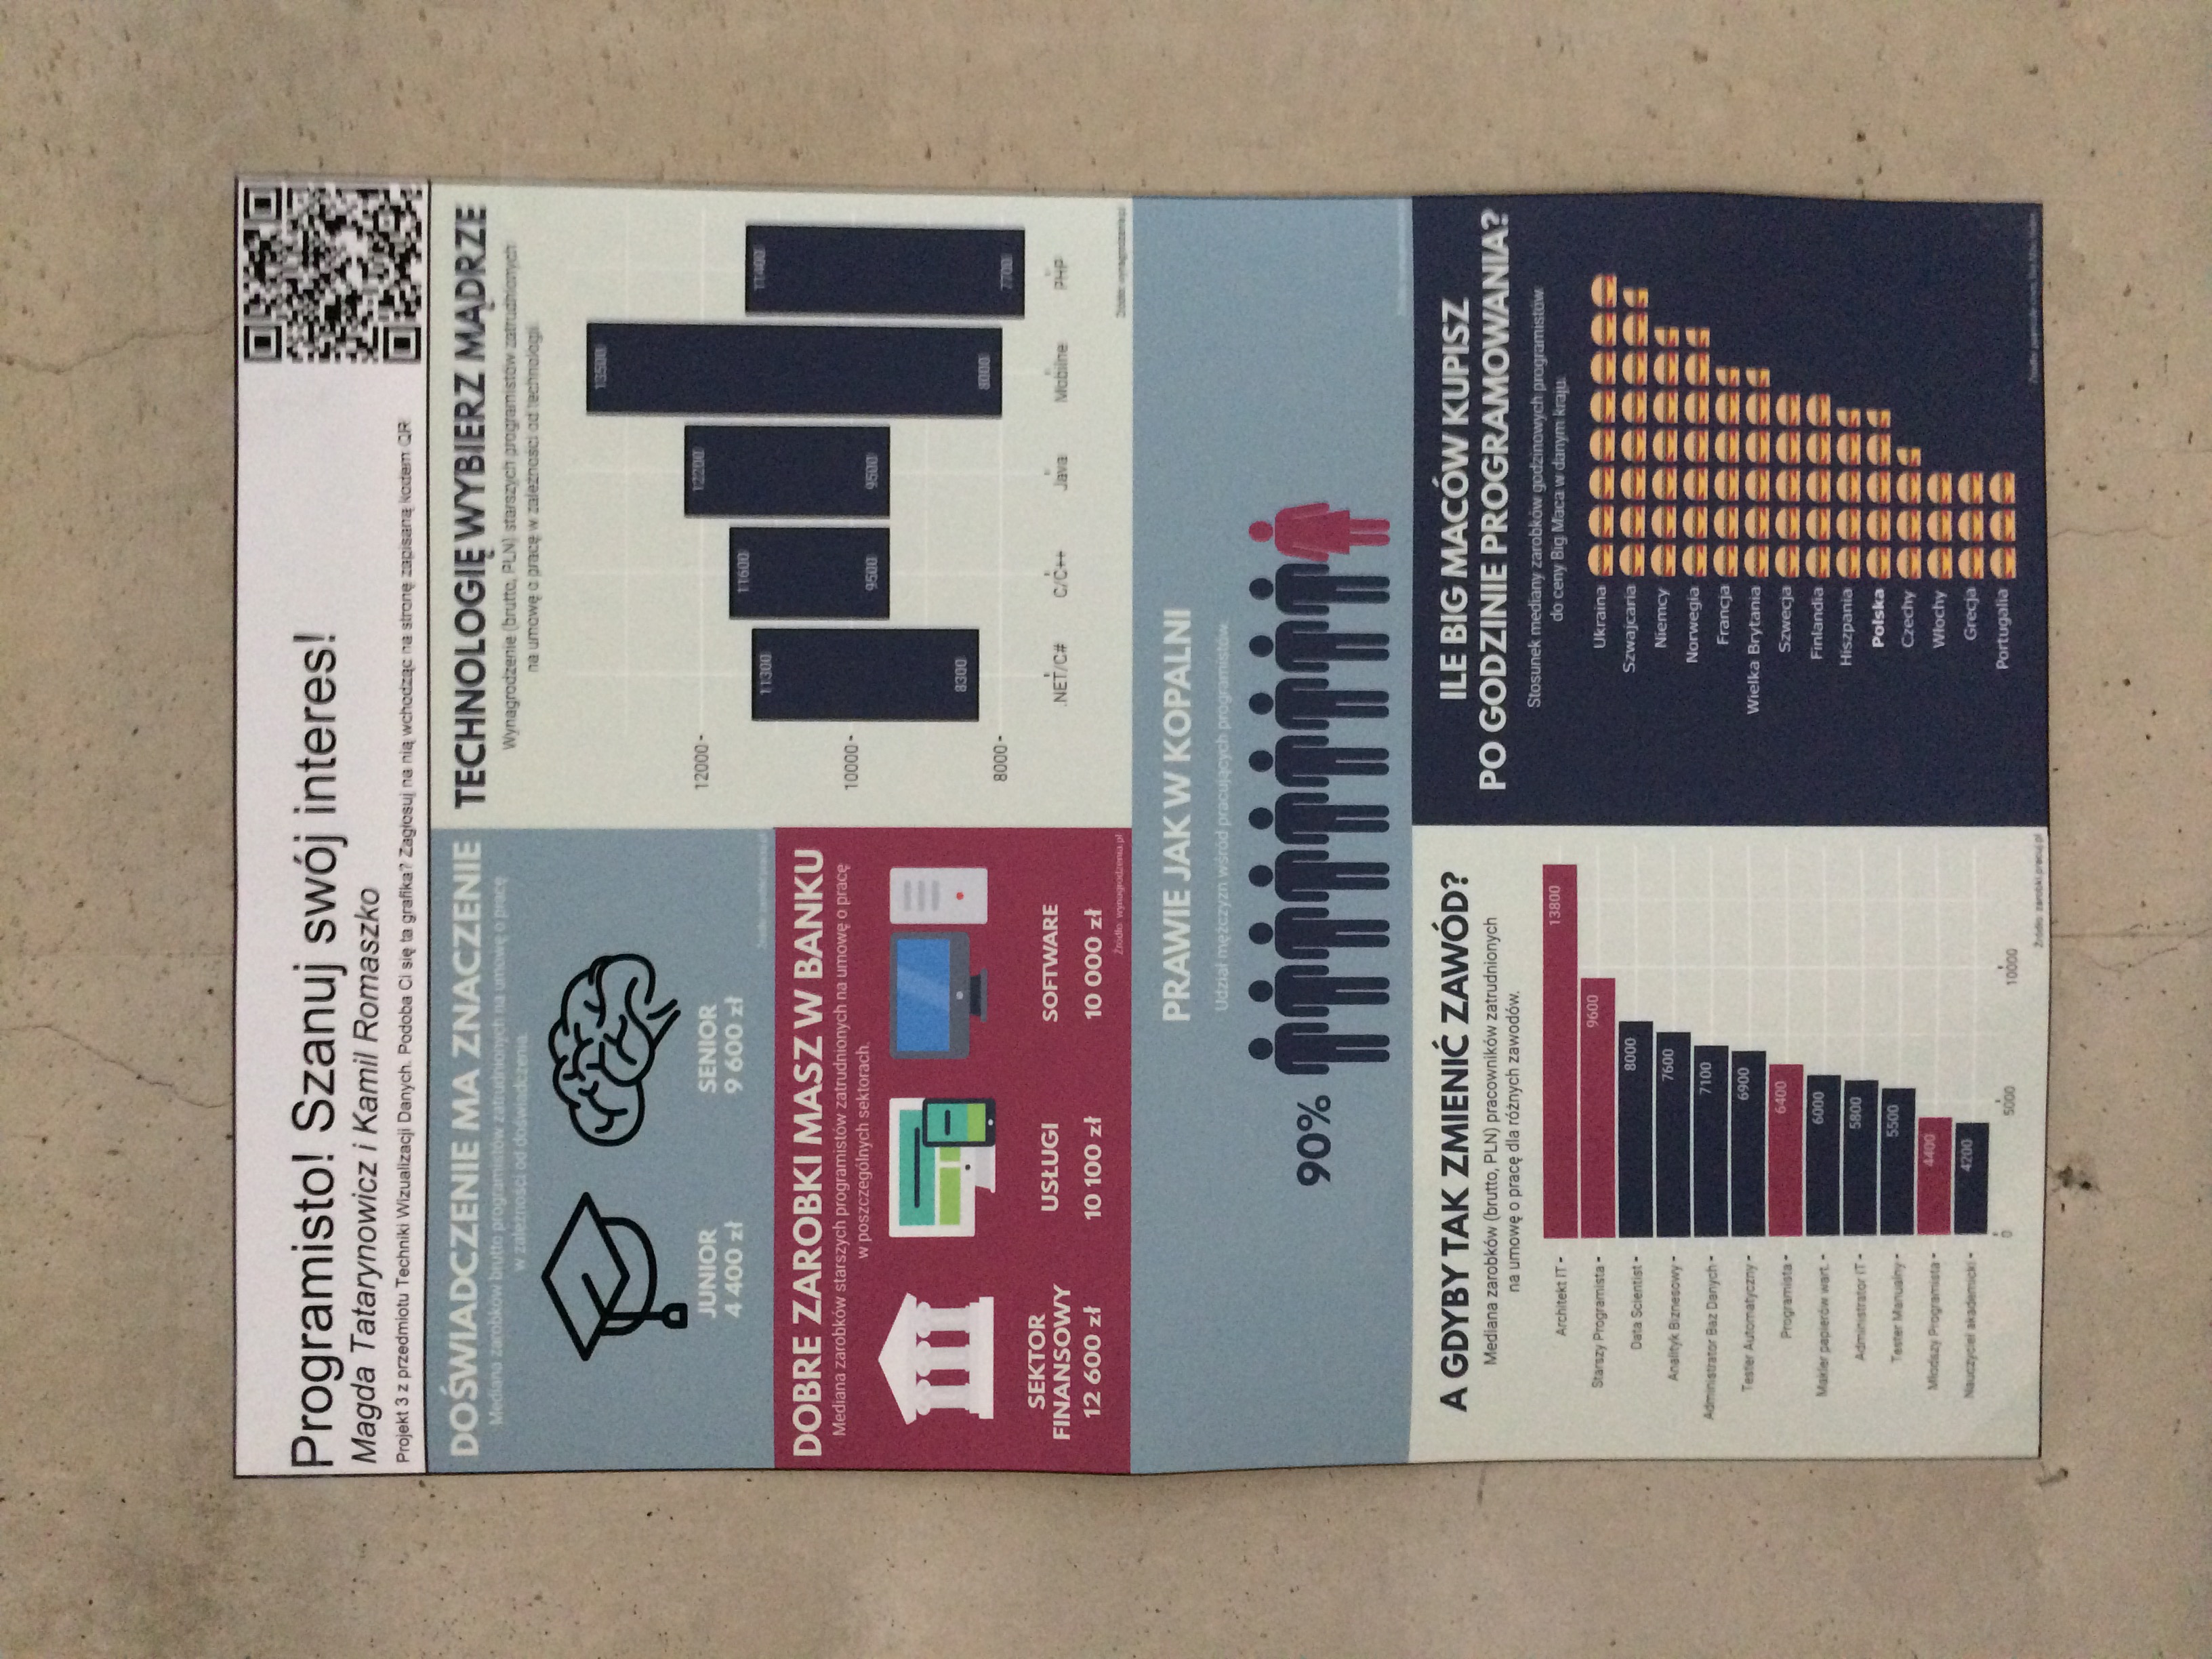 Programisto! Szanuj swój interes!
Magda Tatarynowicz i Kamil Romaszko
Projekt 3 z przedmiotu Techniki Wizualizacji Danych. Podoba Ci się ta grafika? Zagłosuj na nią wchodząc na stronę zapisaną kodem QR
DOŚWIADCZENIE MA ZNACZENIE
Mediana zarobków brutto programistów zatrudnionych na umowę o pracę
w zależności od doświadczenia.
JUNIOR
4 400 zł
SENIOR
9 600 zł
Źródło: zarobki.pracuj.pl
DOBRE ZAROBKI MASZ W BANKU
Mediana zarobków starszych programistów zatrudnionych na umowę o pracę
w poszczególnych sektorach.
SEKTOR
FINANSOWY
12 600 zł
USŁUGI
10 100 zł
SOFTWARE
10 000 zł
Źródło: wynagrodzenia.pl
TECHNOLOGIĘ WYBIERZ MĄDRZE
Wynagrodzenie (brutto, PLN) starszych programistów zatrudnionych
na umowę o pracę w zależności od technologii
12000
10000
8000
11300
8300
11600
9500
12200
9500
13500
8000
11400
7700
.NET/C#
C/C++
Java
Mobilne
PHP
Źródło: wynagrodzenia.pl
PRAWIE JAK W KOPALNI
Udział mężczyzn wśród pracujących programistów.
90%
A GDYBY TAK ZMIENIĆ ZAWÓD?
Mediana zarobków (brutto, PLN) pracowników zatrudnionych
na umowę o pracę dla różnych zawodów.
Architekt IT 13800
Starszy Programista 9600
Data Scientist 8000
Analityk Biznesowy 7600
Administrator Baz Danych 7100
Tester Automatyczny 6900
Programista 6400
Makler papierów wart. 6000
Administrator IT 5800
Tester Manualny 5500
Młodszy Programista 4400
Nauczyciel akademicki 4200
0 5000 10000
Źródło: zarobki.pracuj.pl
ILE BIG MACÓW KUPISZ
PO GODZINIE PROGRAMOWANIA?
Stosunek mediany zarobków godzinowych programistów
do ceny Big Maca w danym kraju.
Ukraina
Szwajcaria
Niemcy
Norwegia
Francja
Wielka Brytania
Szwecja
Finlandia
Hiszpania
Polska
Czechy
Włochy
Grecja
Portugalia